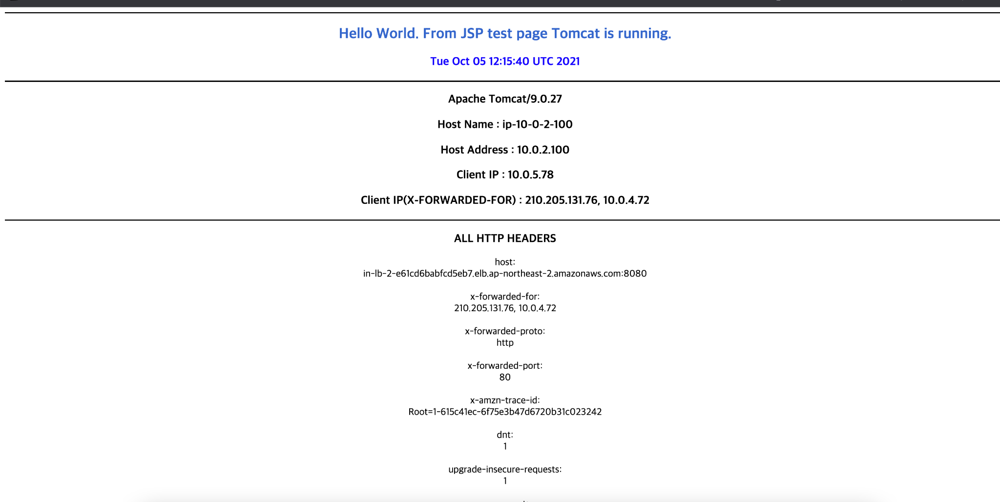 Hello World. From JSP test page Tomcat is running.
Tue Oct 05 12:15:40 UTC 2021
Apache Tomcat/9.0.27
Host Name : ip-10-0-2-100
Host Address : 10.0.2.100
Client IP : 10.0.5.78
Client IP(X-FORWARDED-FOR) : 210.205.131.76, 10.0.4.72
ALL HTTP HEADERS
host:
in-lb-2-e61cd6babfcd5eb7.elb.ap-northeast-2.amazonaws.com:8080
x-forwarded-for:
210.205.131.76, 10.0.4.72
x-forwarded-proto:
http
x-forwarded-port:
80
x-amzn-trace-id:
Root=1-615c41ec-6f75e3b47d6720b31c023242
dnt:
1
upgrade-insecure-requests:
1